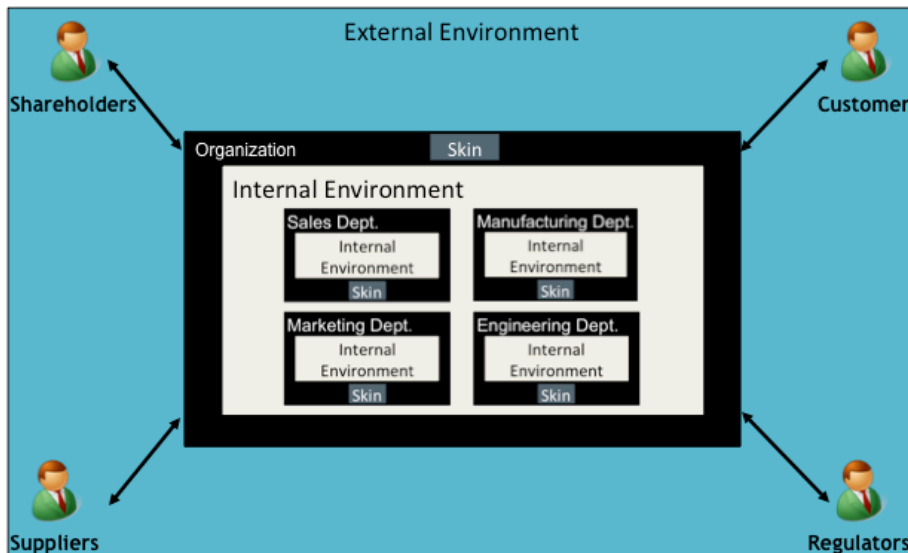 External Environment
Shareholders
Customer
Organization
Skin
Internal Environment
Sales Dept.
Internal
Environment
Skin
Manufacturing Dept.
Internal
Environment
Skin
Marketing Dept.
Internal
Environment
Skin
Engineering Dept.
Internal
Environment
Skin
Suppliers
Regulators